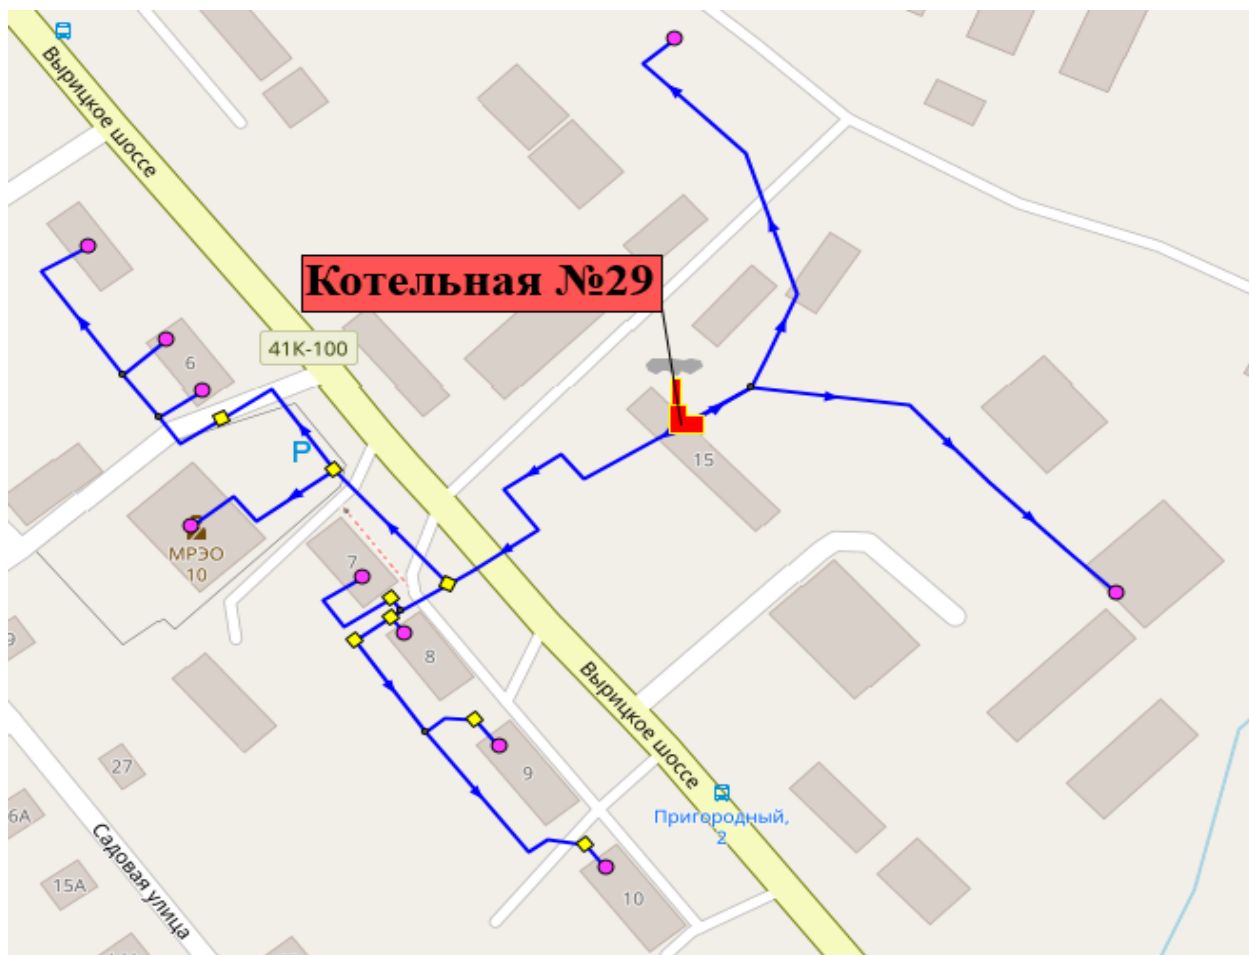 Вырицкое шоссе
Котельная №29
41К-100
6
15
P
МРЭО
10
7
8
9
9
10
Вырицкое шоссе
Пригородный,
2
27
6А
15А
Садовая улица